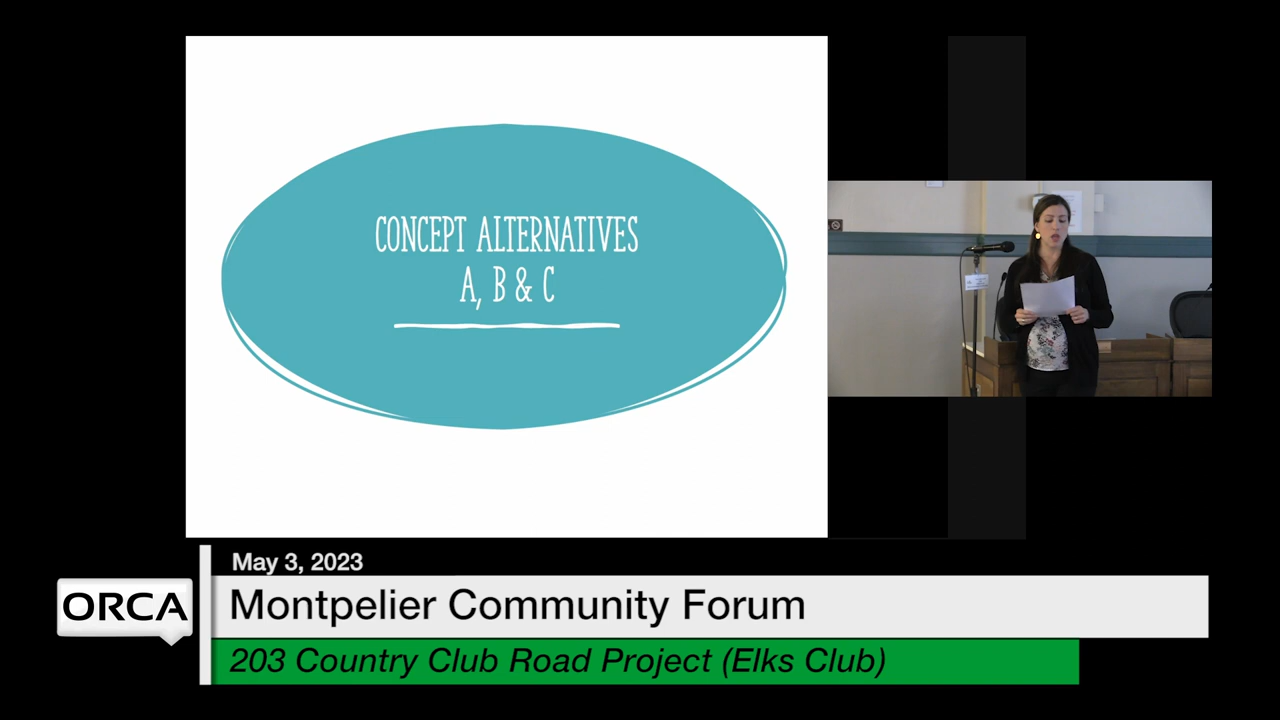 CONCEPT ALTERNATIVES
A, B & C
May 3, 2023
ORCA
Montpelier Community Forum
203 Country Club Road Project (Elks Club)